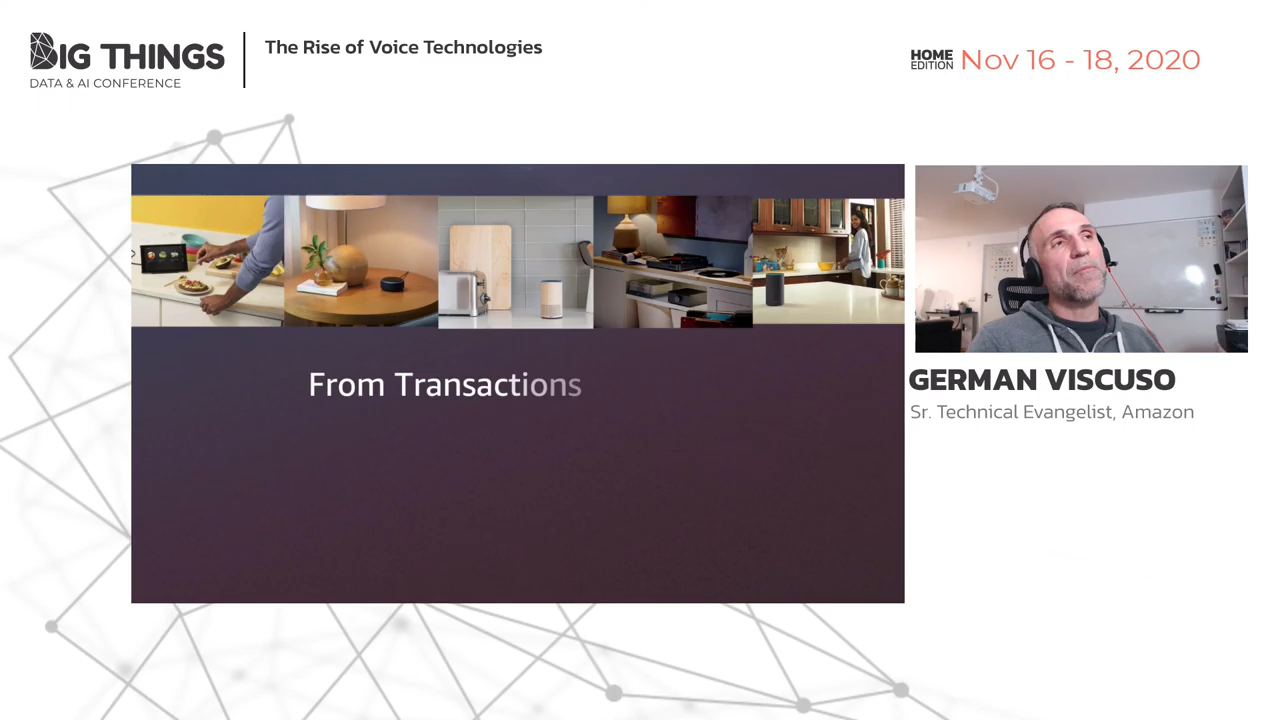 BIG THINGS
DATA & AI CONFERENCE
The Rise of Voice Technologies
HOME
EDITION
Nov 16 - 18, 2020
From Transactions
GERMAN VISCUSO
Sr. Technical Evangelist, Amazon